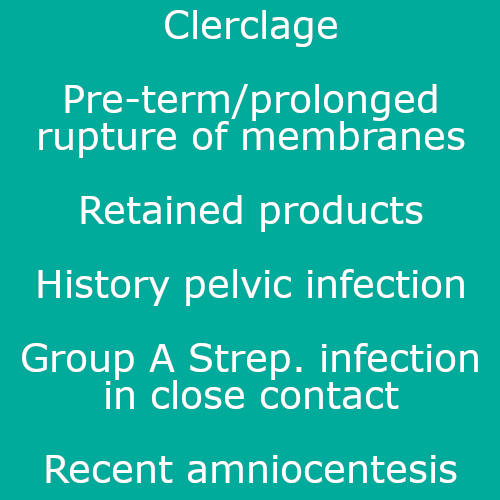 Clerclage
Pre-term/prolonged
rupture of membranes
Retained products
History pelvic infection
Group A Strep. infection
in close contact
Recent amniocentesis